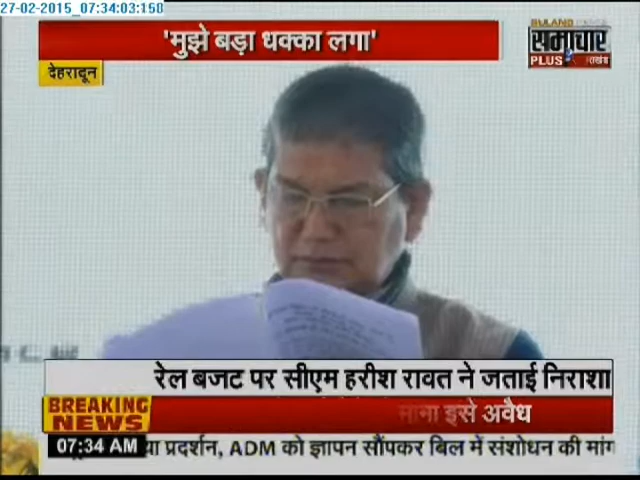 27-02-2015_07:34:03:158
'मुझे बड़ा धक्का लगा'
देहरादून
समाचार
PLUS
रेल बजट पर सीएम हरीश रावत ने जताई निराशा
BREAKING
NEWS
माना इसे अवैध
07:34 AM
या प्रदर्शन, ADM को ज्ञापन सौंपकर बिल में संशोधन की मांग